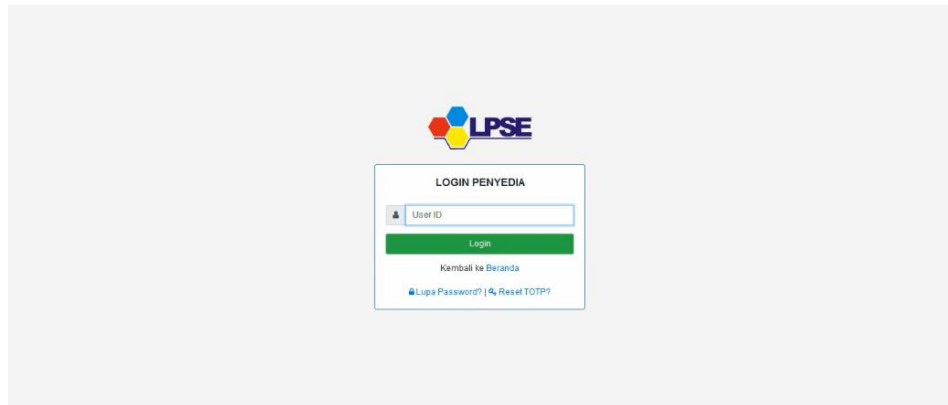 LPSE
LOGIN PENYEDIA
User ID
Login
Kembali ke Beranda
Lupa Password? | Reset TOTP?